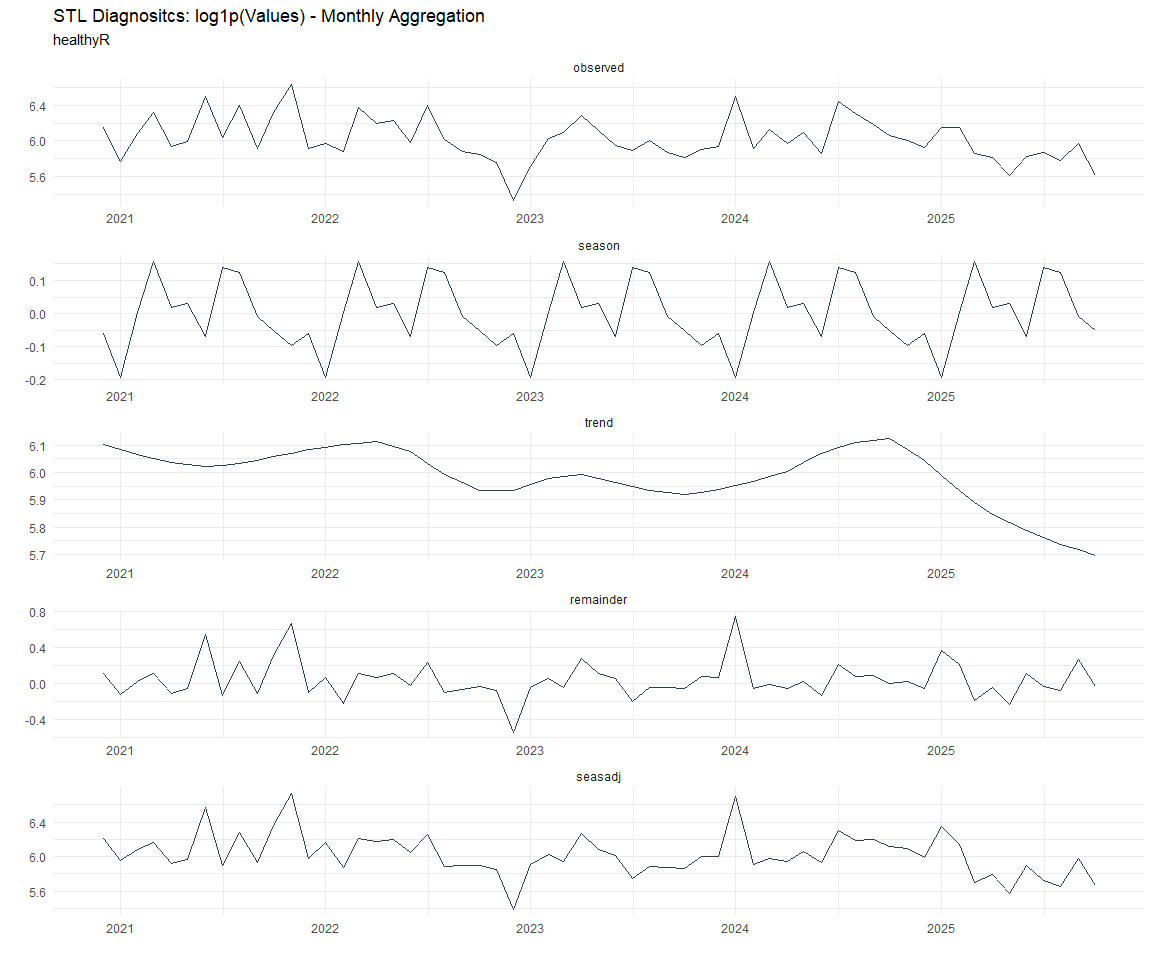 STL Diagnositcs: log1p(Values) - Monthly Aggregation
healthyR
observed
6.4
6.0
5.6
2021 2022 2023 2024 2025
season
0.1
0.0
-0.1
-0.2
2021 2022 2023 2024 2025
trend
6.1
6.0
5.9
5.8
5.7
2021 2022 2023 2024 2025
remainder
0.8
0.4
0.0
-0.4
2021 2022 2023 2024 2025
seasadj
6.4
6.0
5.6
2021 2022 2023 2024 2025